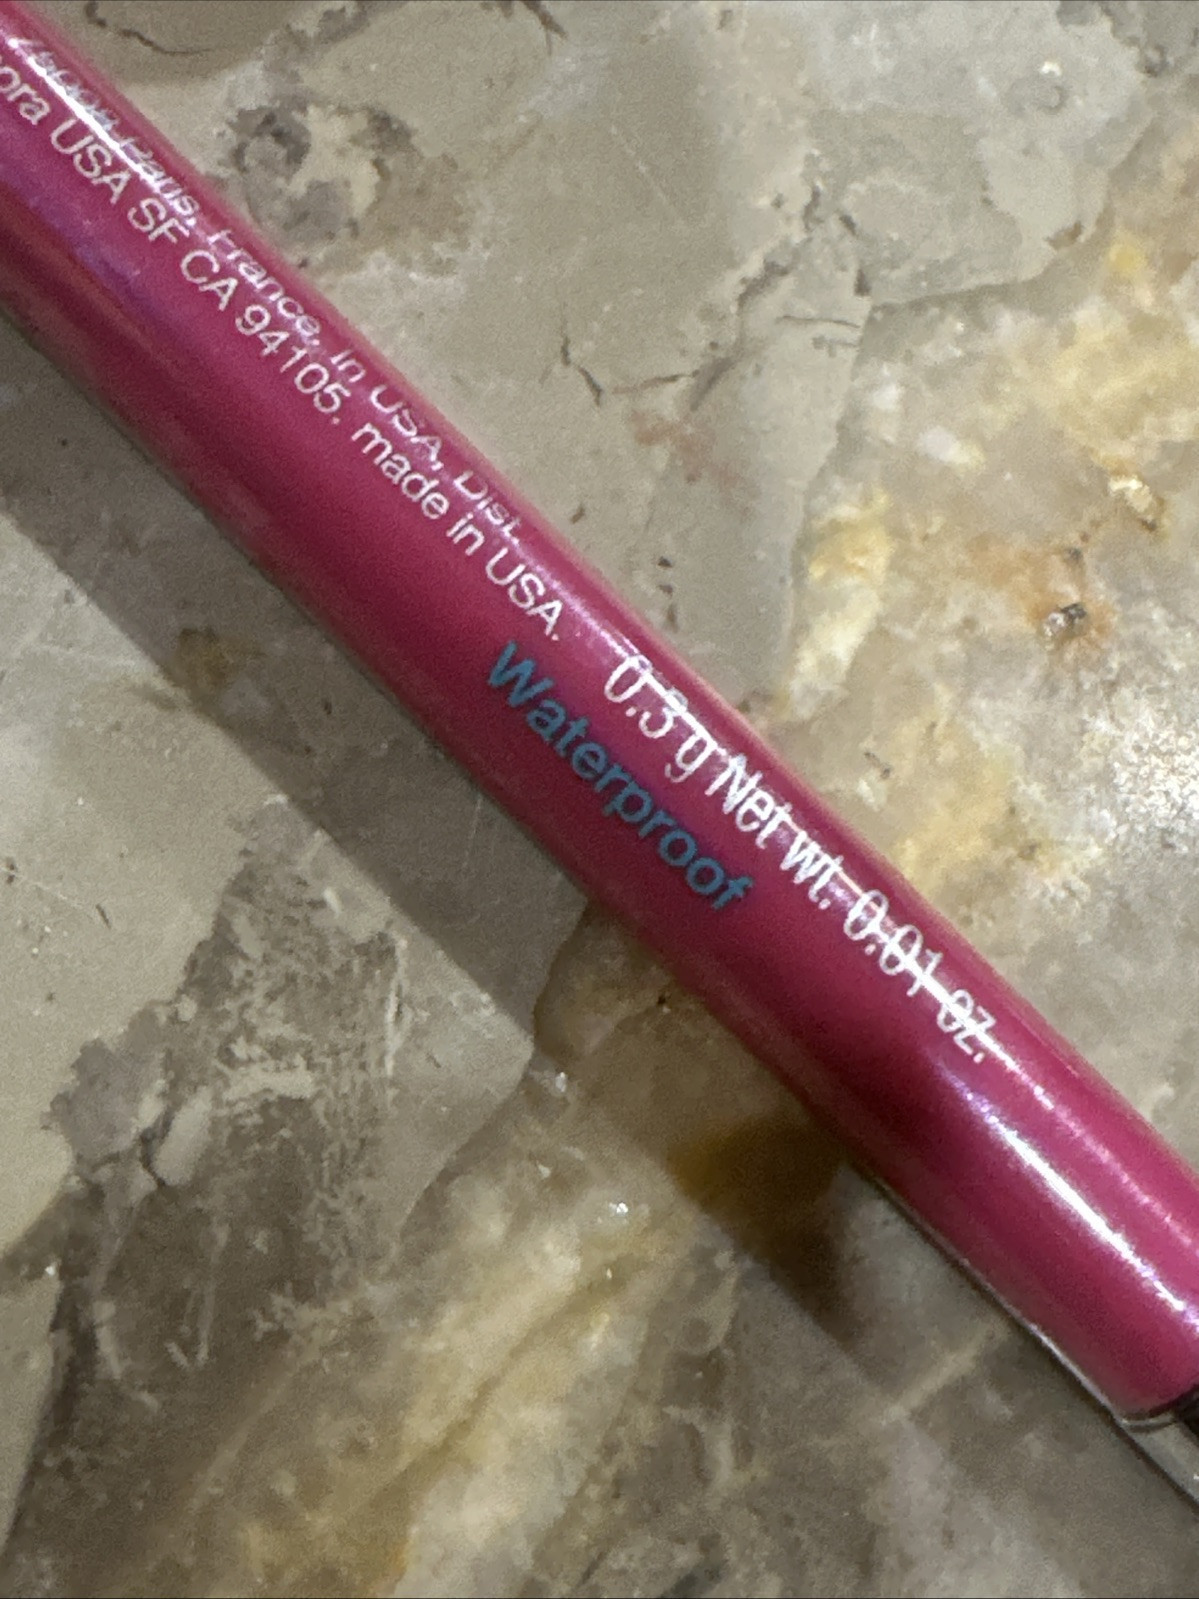 75008 Paris, France, in USA, Dist.
ora USA SF CA 94105. made in USA.
0.3 g Net wt. 0.01 oz.
Waterproof